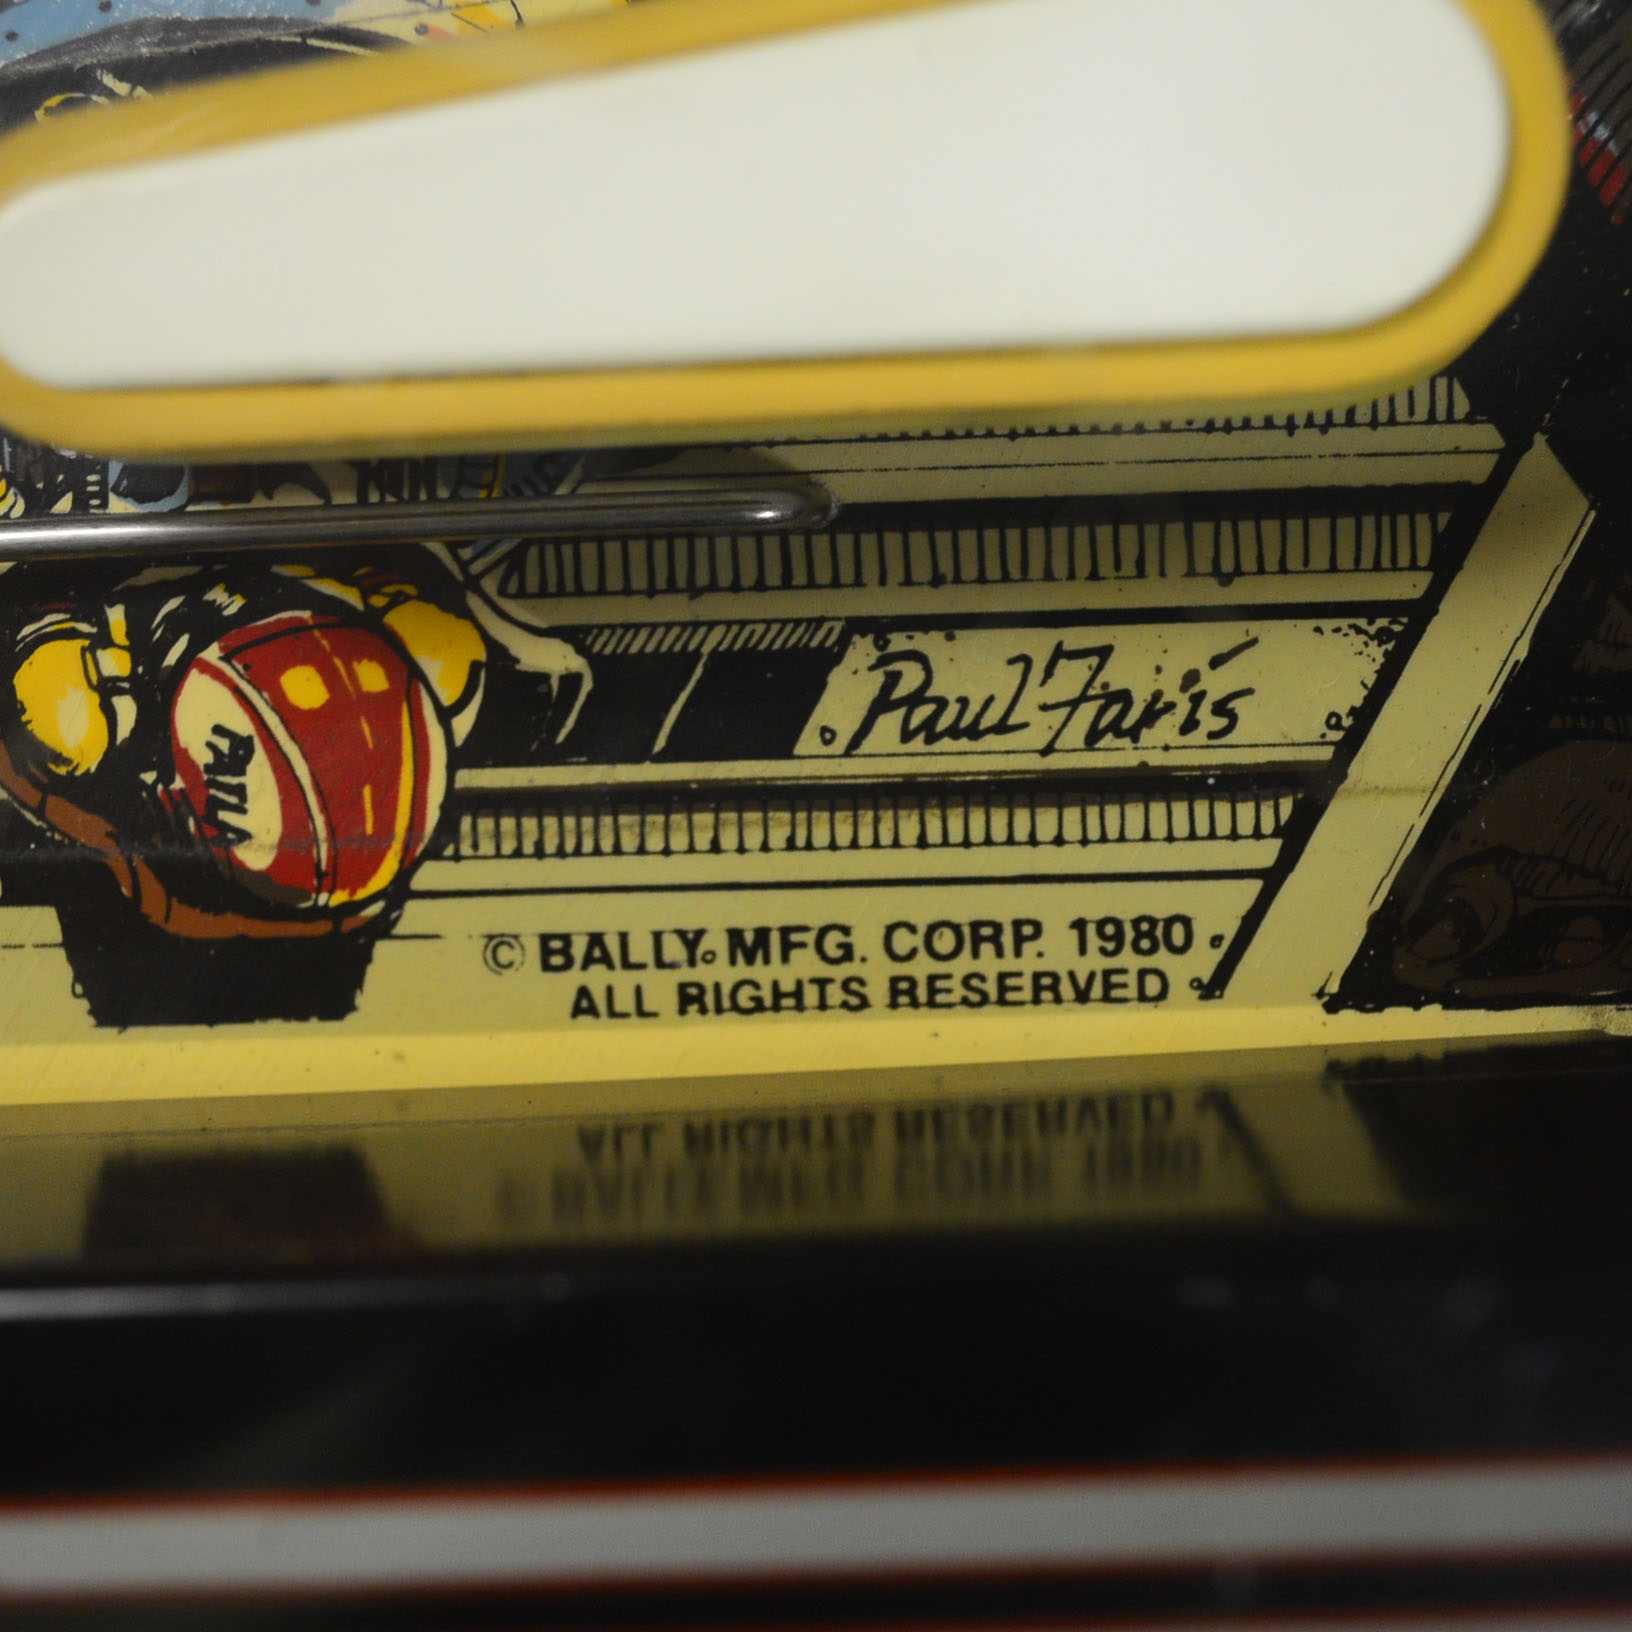 Paul Faris
© BALLY MFG. CORP. 1980
ALL RIGHTS RESERVED